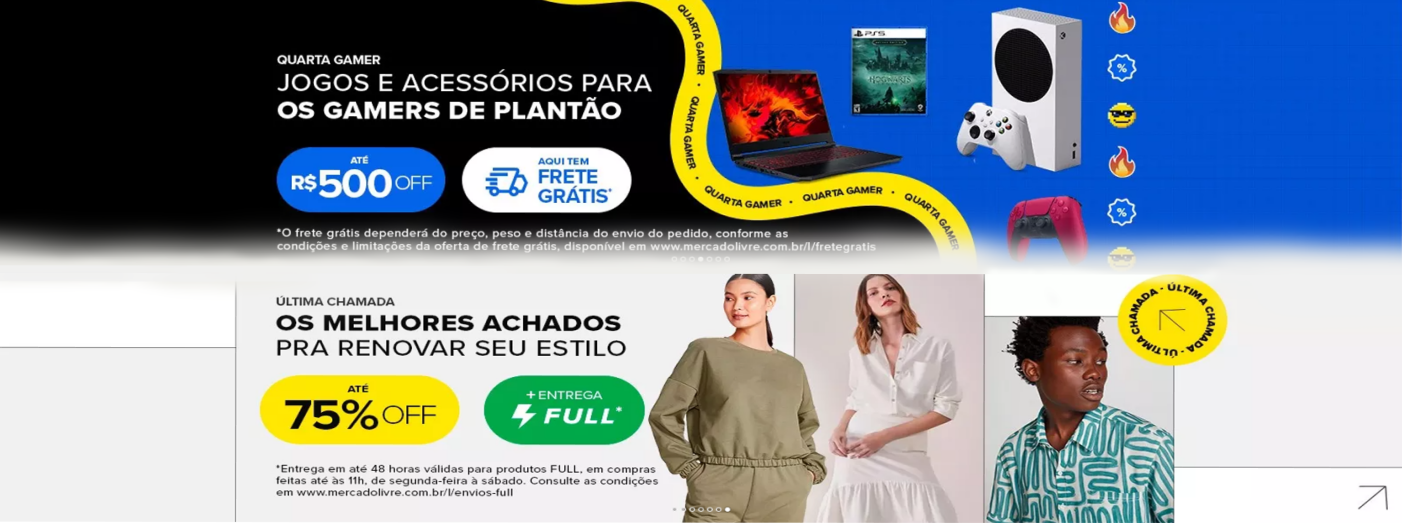 QUARTA GAMER
JOGOS E ACESSÓRIOS PARA
OS GAMERS DE PLANTÃO
ATÉ
R$500 OFF
AQUI TEM
FRETE
GRÁTIS*
*O frete grátis dependerá do preço, peso e distância do envio do pedido, conforme as
condições e limitações da oferta de frete grátis, disponível em www.mercadolivre.com.br/l/fretegratis
QUARTA GAMER • QUARTA GAMER • QUARTA GAMER • QUARTA GAMER • QUARTA GAMER
PS5
HOGWARTS
%
%
ÚLTIMA CHAMADA
OS MELHORES ACHADOS
PRA RENOVAR SEU ESTILO
ATÉ
75% OFF
+ ENTREGA
FULL*
*Entrega em até 48 horas válidas para produtos FULL, em compras
feitas até às 11h, de segunda-feira à sábado. Consulte as condições
em www.mercadolivre.com.br/l/envios-full
ÚLTIMA CHAMADA - ÚLTIMA CHAMADA -